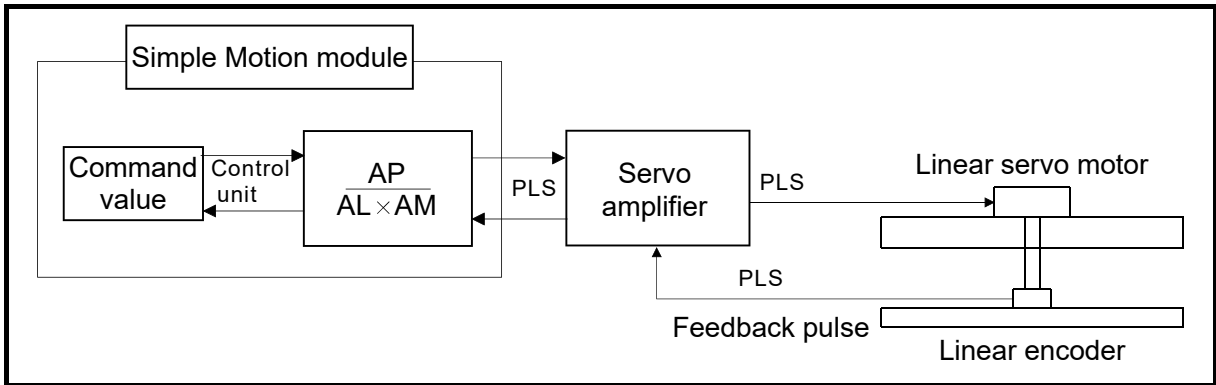 Simple Motion module
Command
value
Control
unit
AP
AL × AM
PLS
Servo
amplifier
PLS
Linear servo motor
PLS
Feedback pulse
Linear encoder